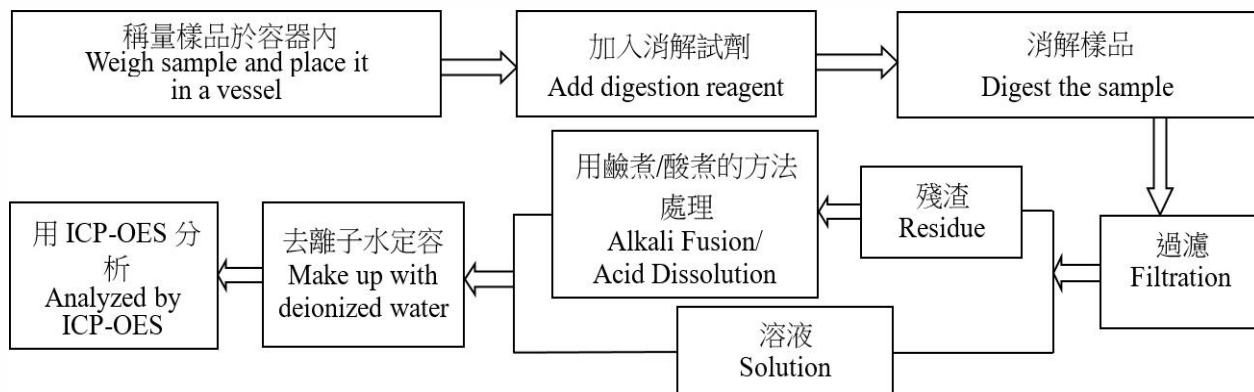 稱量樣品於容器內
Weigh sample and place it
in a vessel
加入消解試劑
Add digestion reagent
消解樣品
Digest the sample
過濾
Filtration
殘渣
Residue
用鹼煮/酸煮的方法
處理
Alkali Fusion/
Acid Dissolution
溶液
Solution
去離子水定容
Make up with
deionized water
用 ICP-OES 分
析
Analyzed by
ICP-OES